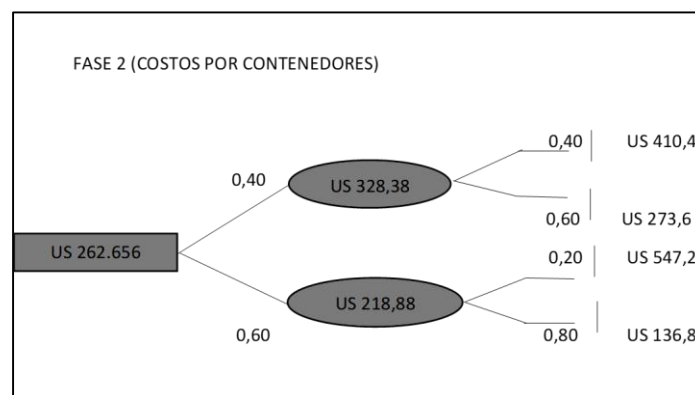 FASE 2 (COSTOS POR CONTENEDORES)
0,40 US 410,4
0,40
US 328,38
0,60 US 273,6
US 262.656
0,20 US 547,2
US 218,88
0,60
0,80 US 136,8